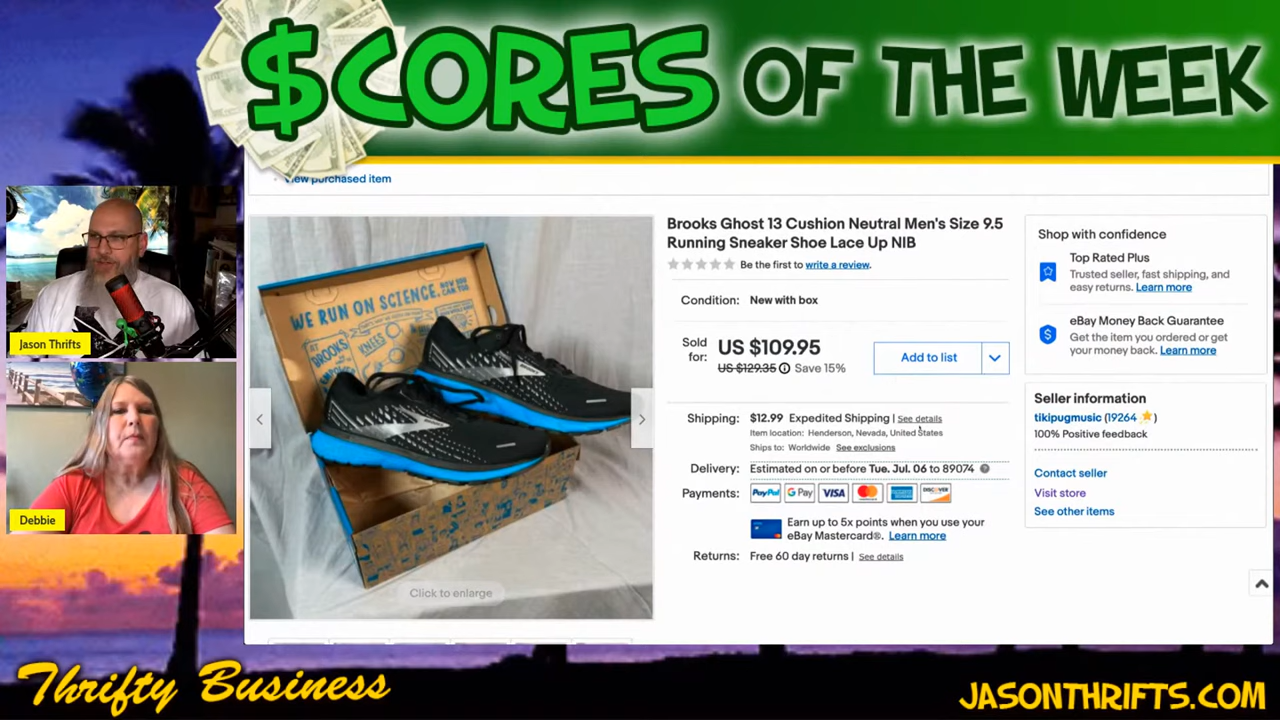 $CORES OF THE WEEK
View purchased item
Brooks Ghost 13 Cushion Neutral Men's Size 9.5
Running Sneaker Shoe Lace Up NIB
Be the first to write a review.
Condition: New with box
Sold for: US $109.95
US $129.35 Save 15%
Add to list
Shipping: $12.99 Expedited Shipping | See details
Item location: Henderson, Nevada, United States
Ships to: Worldwide See exclusions
Delivery: Estimated on or before Tue. Jul. 06 to 89074
Payments: PayPal G Pay VISA
Earn up to 5x points when you use your
eBay Mastercard®. Learn more
Returns: Free 60 day returns | See details
Shop with confidence
Top Rated Plus
Trusted seller, fast shipping, and
easy returns. Learn more
eBay Money Back Guarantee
Get the item you ordered or get
your money back. Learn more
Seller information
tikipugmusic (19264)
100% Positive feedback
Contact seller
Visit store
See other items
WE RUN ON SCIENCE.
Click to enlarge
Jason Thrifts
Debbie
Thrifty Business
JASONTHRIFTS.COM